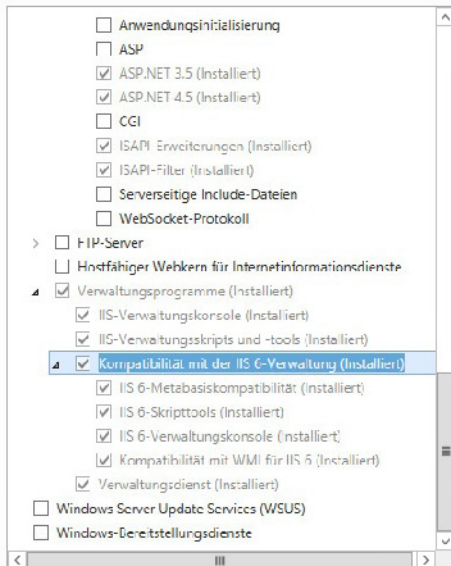 Anwendungsinitialisierung
ASP
ASP.NET 3.5 (Installiert)
ASP.NET 4.5 (Installiert)
CGI
ISAPI-Erweiterungen (Installiert)
ISAPI-Filter (Installiert)
Serverseitige Include-Dateien
WebSocket-Protokoll
FTP-Server
Hostfähiger Webkern für Internetinformationsdienste
Verwaltungsprogramme (Installiert)
IIS-Verwaltungskonsole (Installiert)
IIS-Verwaltungsskripts und -tools (Installiert)
Kompatibilität mit der IIS 6-Verwaltung (Installiert)
IIS 6-Metabasiskompatibilität (Installiert)
IIS 6-Skripttools (Installiert)
IIS 6-Verwaltungskonsole (Installiert)
Kompatibilität mit WMI für IIS 6 (Installiert)
Verwaltungsdienst (Installiert)
Windows Server Update Services (WSUS)
Windows-Bereitstellungsdienste